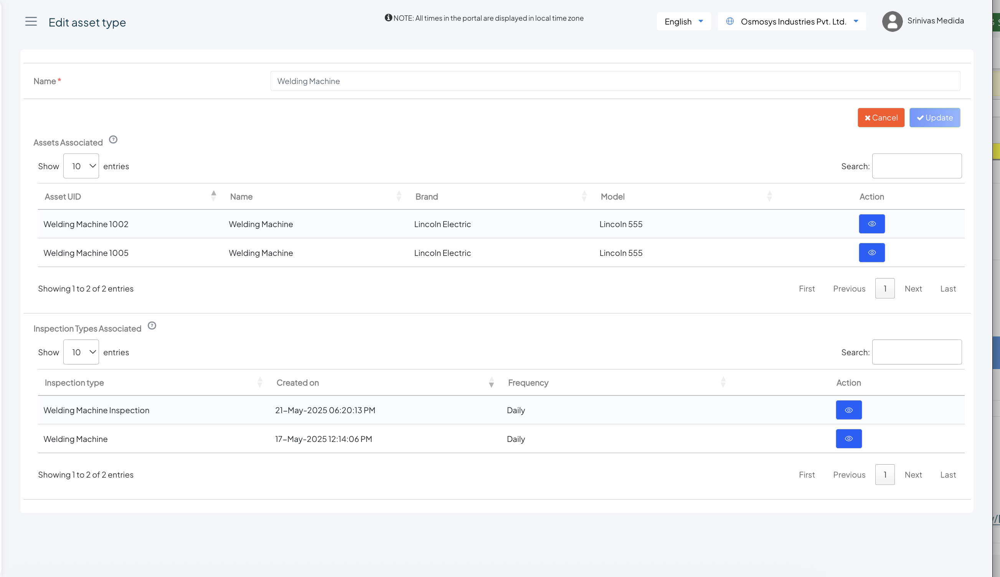 Edit asset type
NOTE: All times in the portal are displayed in local time zone
English
Osmosys Industries Pvt. Ltd.
Srinivas Medida
Name *
Welding Machine
Cancel
Update
Assets Associated
Show 10 entries
Search:
Asset UID Name Brand Model Action
Welding Machine 1002 Welding Machine Lincoln Electric Lincoln 555
Welding Machine 1005 Welding Machine Lincoln Electric Lincoln 555
Showing 1 to 2 of 2 entries
First Previous 1 Next Last
Inspection Types Associated
Show 10 entries
Search:
Inspection type Created on Frequency Action
Welding Machine Inspection 21-May-2025 06:20:13 PM Daily
Welding Machine 17-May-2025 12:14:06 PM Daily
Showing 1 to 2 of 2 entries
First Previous 1 Next Last